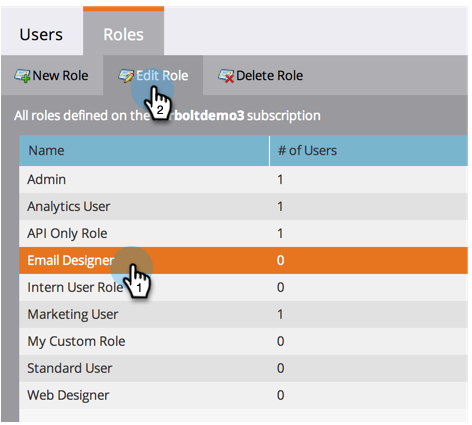 Users Roles
New Role Edit Role Delete Role
All roles defined on the boltdemo3 subscription
Name # of Users
Admin 1
Analytics User 1
API Only Role 1
Email Designer 0
1
Intern User Role 0
Marketing User 1
My Custom Role 0
Standard User 0
Web Designer 0
2